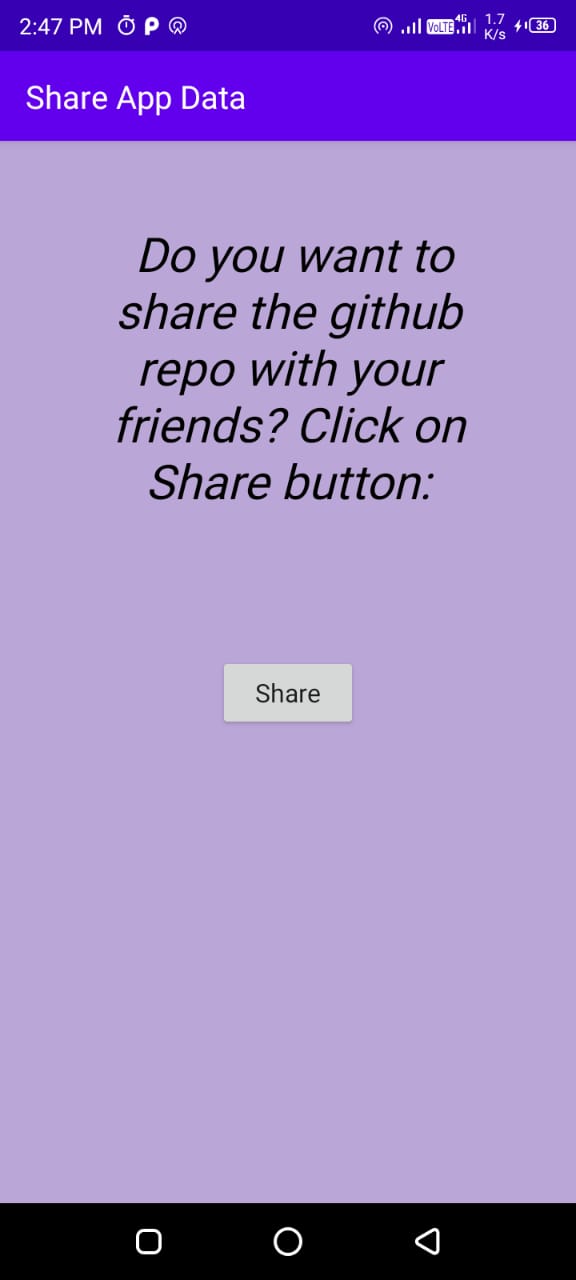 2:47 PM
VoLTE 4G 1.7 K/s 36
Share App Data
Do you want to
share the github
repo with your
friends? Click on
Share button:
Share